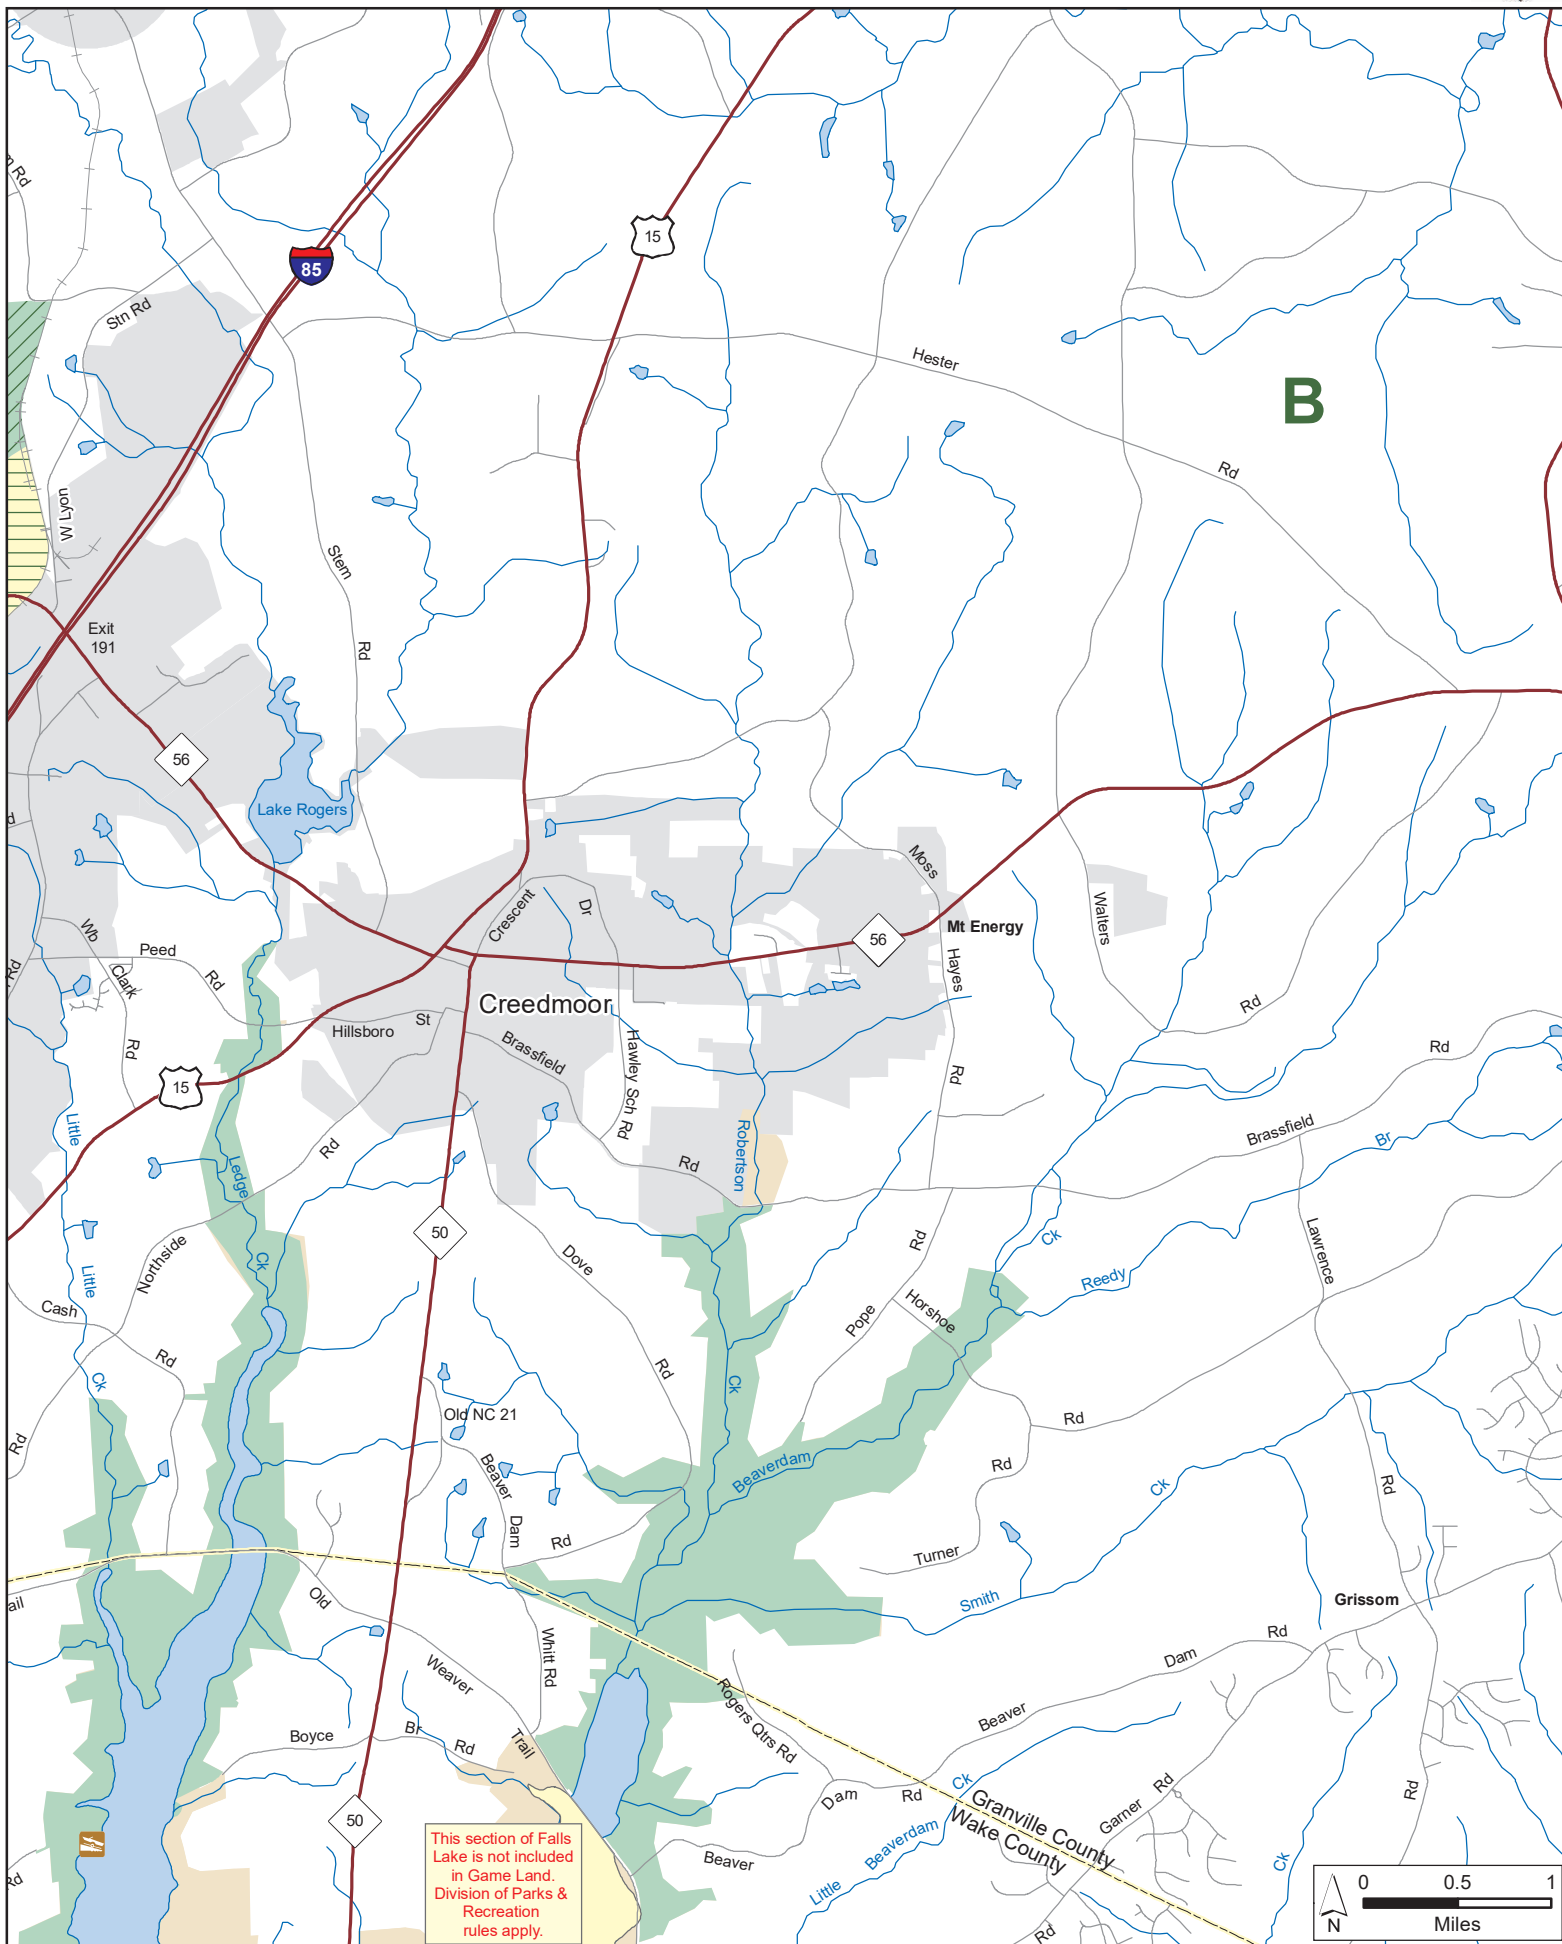 Rd
85
15
Stn Rd
Hester
B
Rd
W Lyon
Stem
Rd
Exit
191
56
Lake Rogers
Moss
Crescent
Dr
Walters
Wb
Peed
56
Mt Energy
Clark
Rd
Rd
Hayes
Creedmoor
Rd
Hillsboro
St
Brassfield
Hawley Sch Rd
Rd
Rd
Rd
15
Little
Robertson
Brassfield
Br
Rd
Ledge
Rd
50
Ck
Lawrence
Rd
Northside
Ck
Dove
Little
Reedy
Cash
Pope
Horshoe
Rd
Rd
Ck
Ck
Old NC 21
Rd
Rd
Beaver
Beaverdam
Rd
Ck
Rd
Dam
Rd
Turner
Old
Smith
Grissom
ail
Whitt Rd
Rd
Weaver
Dam
Rogers Qtrs Rd
Beaver
Boyce
Br
Rd
Trail
Ck
Rd
Dam
Rd
Granville County
Wake County
Garner
Rd
50
This section of Falls
Lake is not included
in Game Land.
Division of Parks &
Recreation
rules apply.
Beaverdam
Beaver
Little
Ck
Rd
Rd
0 0.5 1
N
Miles